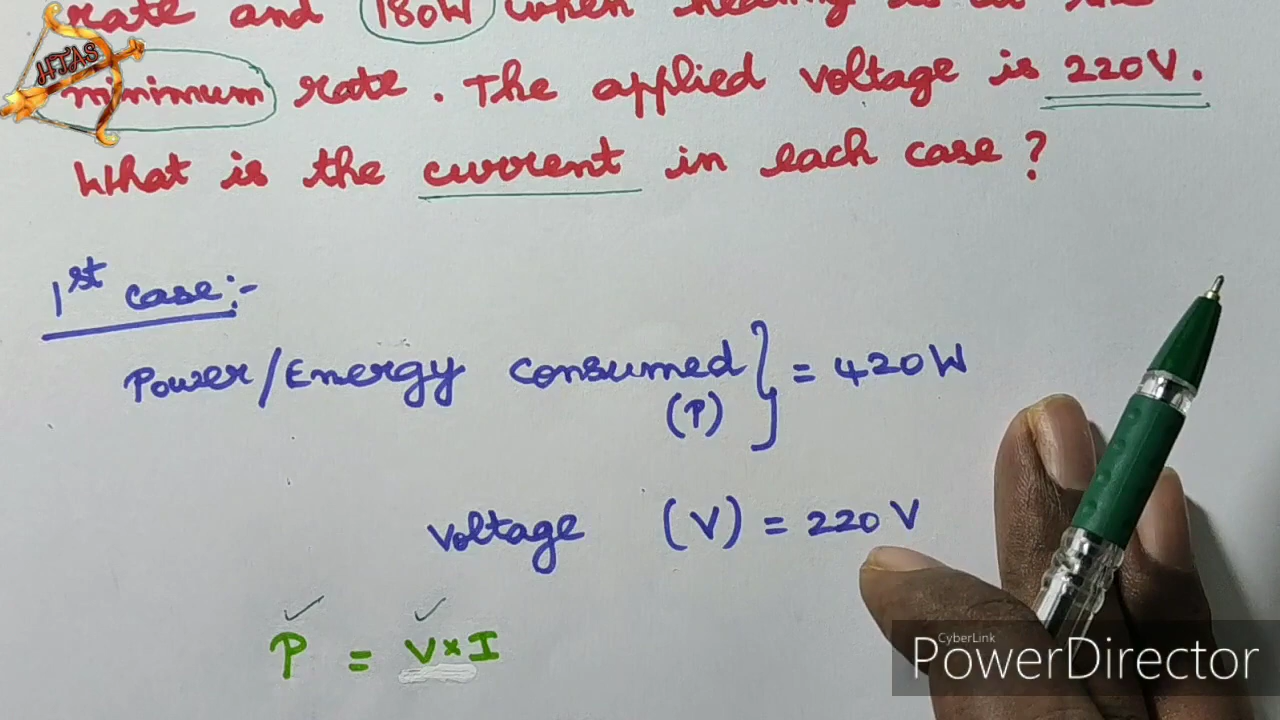 rate and 180W when heating is at the
HTAS
minimum rate. The applied voltage is 220V.
What is the current in each case?
1st case:-
Power/Energy Consumed } = 420W
(P)
Voltage (V) = 220V
P = V×I
CyberLink
PowerDirector